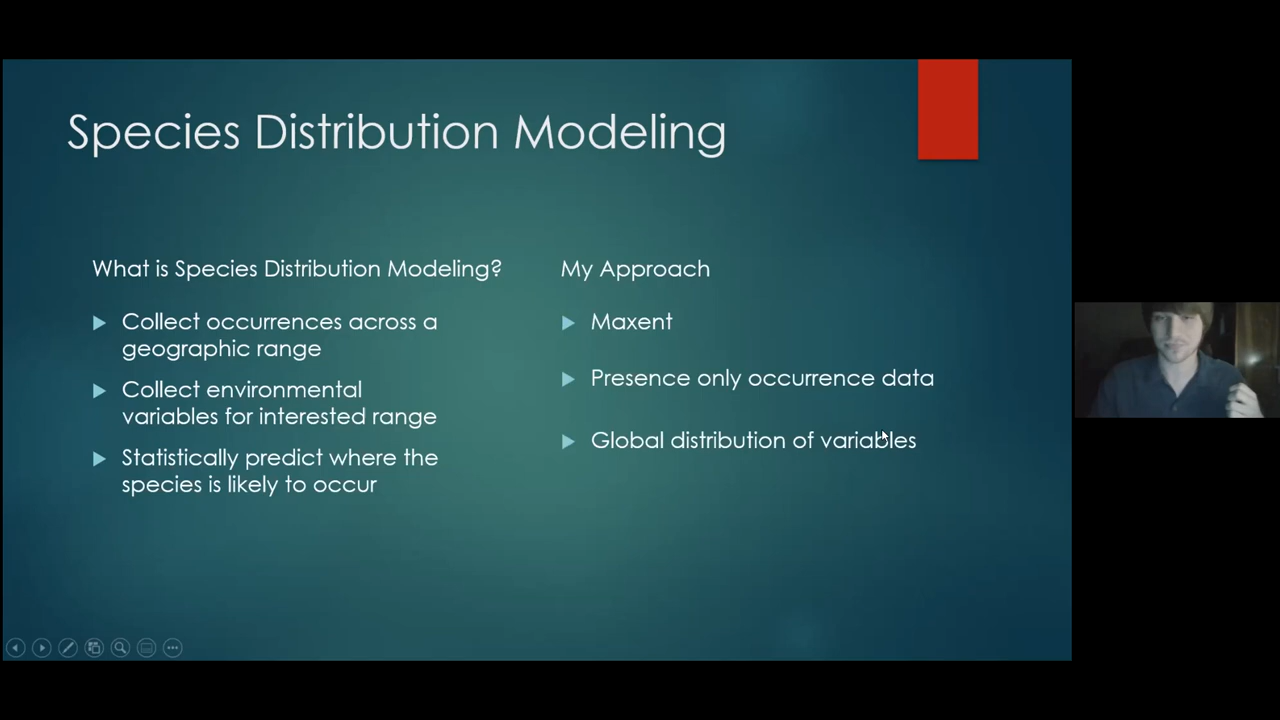 Species Distribution Modeling
What is Species Distribution Modeling?
Collect occurrences across a
geographic range
Collect environmental
variables for interested range
Statistically predict where the
species is likely to occur
My Approach
Maxent
Presence only occurrence data
Global distribution of variables